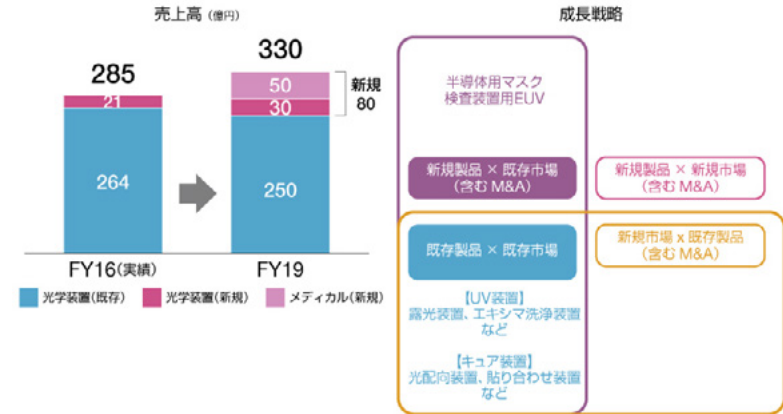 売上高 (億円)
285
21
264
FY16(実績)
330
50
30
250
新規
80
FY19
光学装置(既存)
光学装置(新規)
メディカル(新規)
成長戦略
半導体用マスク
検査装置用EUV
新規製品 × 既存市場
(含む M&A)
新規製品 × 新規市場
(含む M&A)
既存製品 × 既存市場
新規市場 x 既存製品
(含む M&A)
【UV装置】
露光装置、エキシマ洗浄装置
など
【キュア装置】
光配向装置、貼り合わせ装置
など